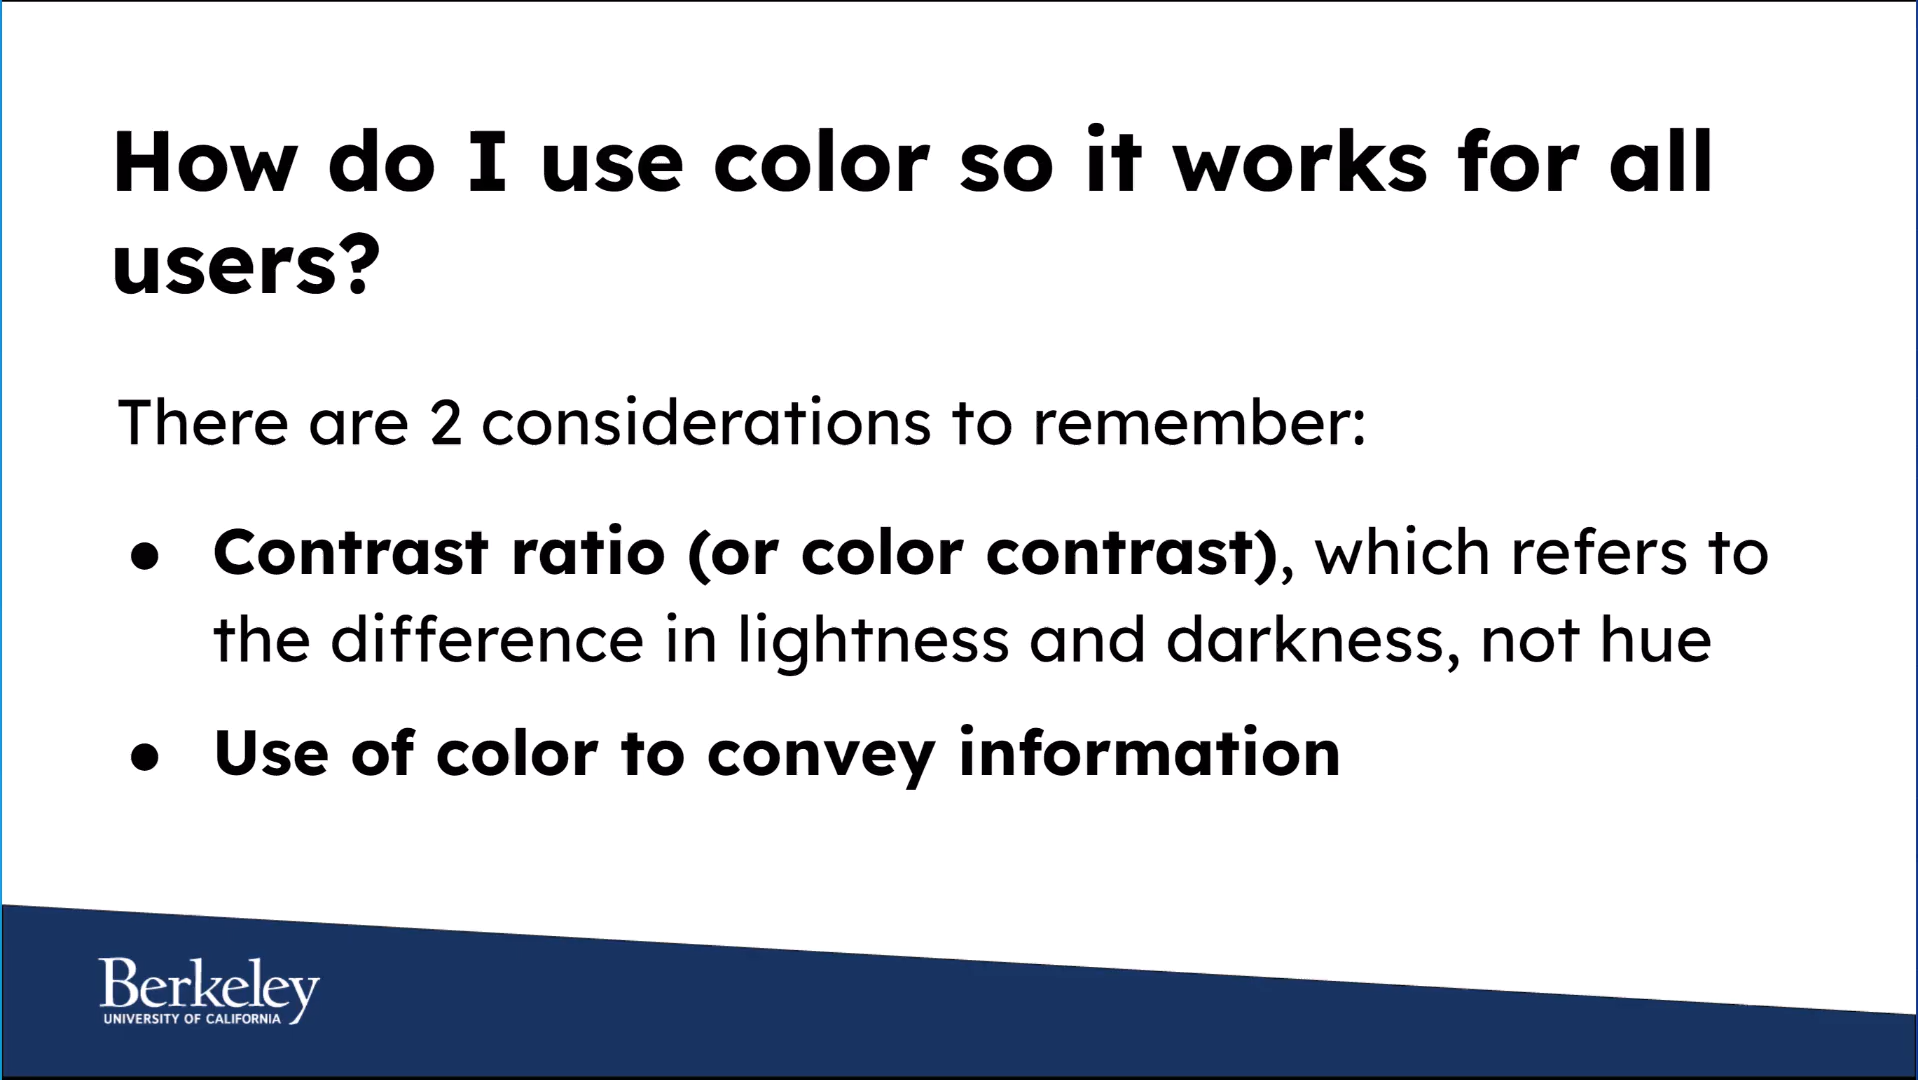 How do I use color so it works for all
users?
There are 2 considerations to remember:
● Contrast ratio (or color contrast), which refers to
the difference in lightness and darkness, not hue
● Use of color to convey information
Berkeley
UNIVERSITY OF CALIFORNIA